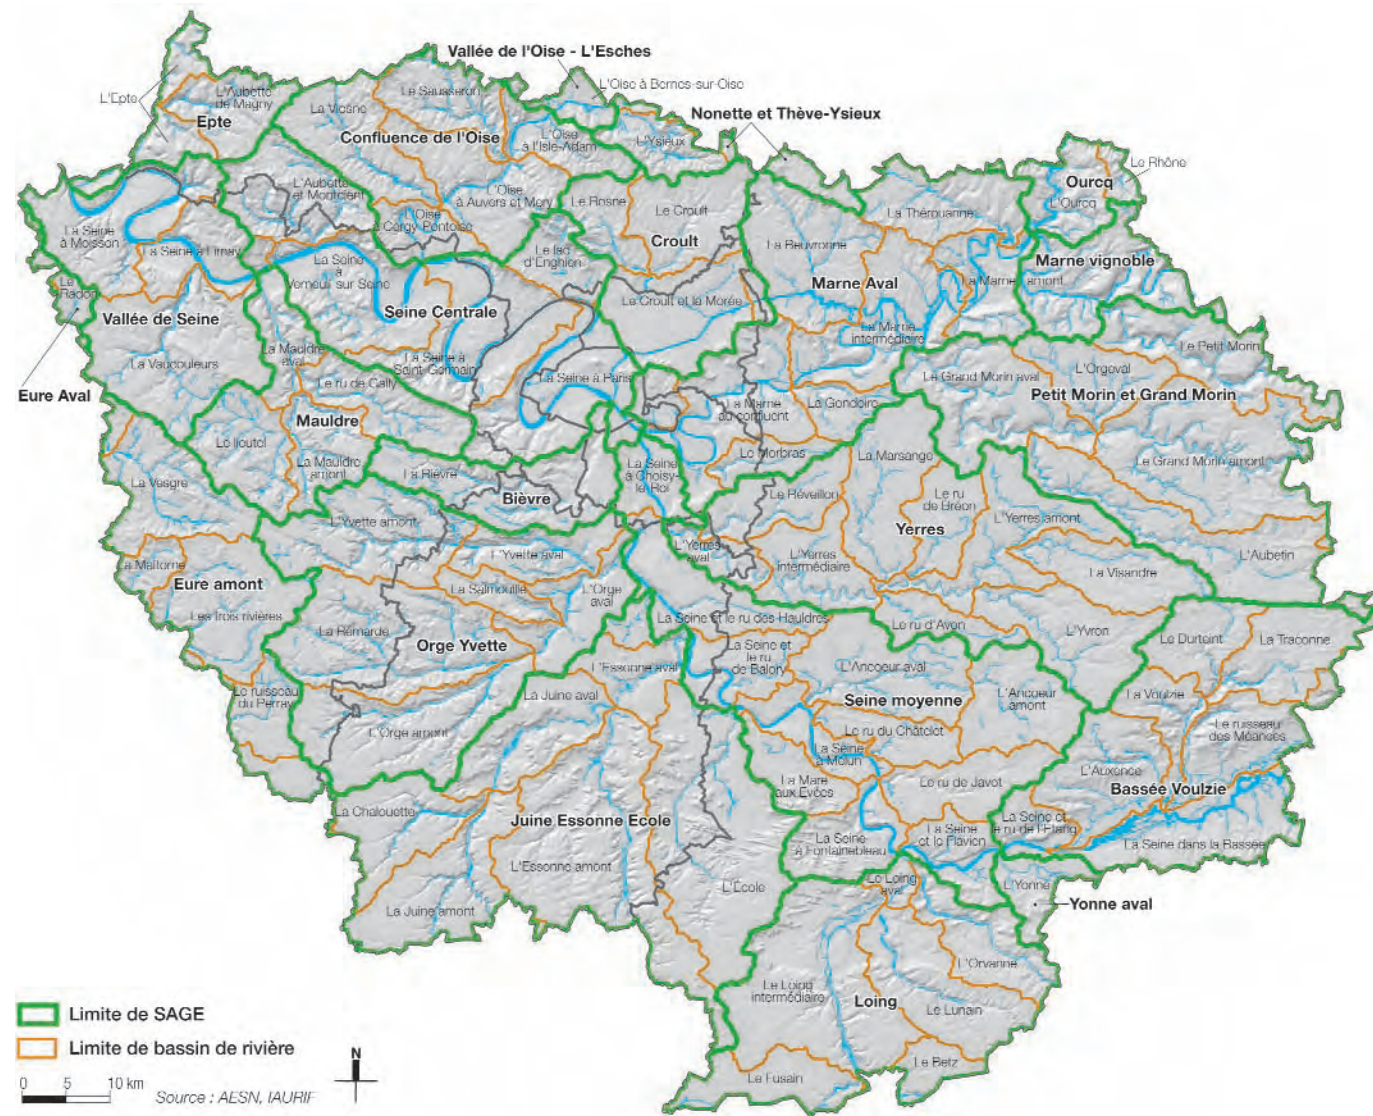 Vallée de l'Oise - L'Esches
L'Oise à Bernes-sur-Oise
L'Epte
L'Aubette
de Magny
Epte
La Viosne
Le Sausseron
Confluence de l'Oise
L'Oise
à l'Isle-Adam
L'Ysieux
Nonette et Thève-Ysieux
Ourcq
Le Rhône
L'Ourcq
L'Aubette
et Montcient
L'Oise
à Cergy-Pontoise
L'Oise
à Auvers et Mery
Le Rosne
Le Croult
Croult
La Thérouanne
La Beuvronne
Marne Aval
Marne vignoble
La Marne amont
La Seine
à Moisson
La Seine à Limay
Le
Radon
La Seine
à
Verneuil sur Seine
Seine Centrale
Le lac
d'Enghien
Le Croult et la Morée
Vallée de Seine
La Vaucouleurs
Eure Aval
La Mauldre
aval
La Seine à
Saint-Germain
La Seine à Paris
La Marne
intermédiaire
Le Petit Morin
L'Orgeval
Le Grand Morin aval
Petit Morin et Grand Morin
Le ru de Gally
Mauldre
Le lieutel
La Mauldre
amont
La Marne
au confluent
La Gondoire
Le Morbras
La Marsange
Le Grand Morin amont
La Vesgre
La Bièvre
Bièvre
La Seine
à Choisy-
le-Roi
Le Réveillon
Le ru
de Bréon
Yerres
L'Yerres amont
L'Yvette amont
L'Yvette aval
L'Yerres
aval
L'Yerres
intermédiaire
L'Aubetin
La Visandre
La Maltorne
Eure amont
Les trois rivières
La Salmouille
L'Orge
aval
La Rémarde
Orge Yvette
La Seine et le ru des Hauldres
Le ru d'Avon
L'Yvron
Le Durteint
La Traconne
Le ruisseau
du Perray
L'Essonne aval
La Juine aval
La Seine et
le ru
de Balory
L'Ancoeur aval
Seine moyenne
L'Ancoeur
amont
La Voulzie
Le ruisseau
des Méances
L'Orge amont
Le ru du Châtelet
La Seine
à Melun
La Mare
aux Evées
Le ru de Javot
L'Auxence
Bassée Voulzie
La Chalouette
Juine Essonne Ecole
La Seine
à Fontainebleau
La Seine
et le Flavien
La Seine et
le ru de l'Etang
La Seine dans la Bassée
L'Essonne amont
L'École
Le Loing
aval
L'Yonne
Yonne aval
La Juine amont
L'Orvanne
Le Loing
intermédiaire
Loing
Le Lunain
Le Betz
Le Fusain
Limite de SAGE
Limite de bassin de rivière
N
0 5 10 km
Source : AESN, IAURIF